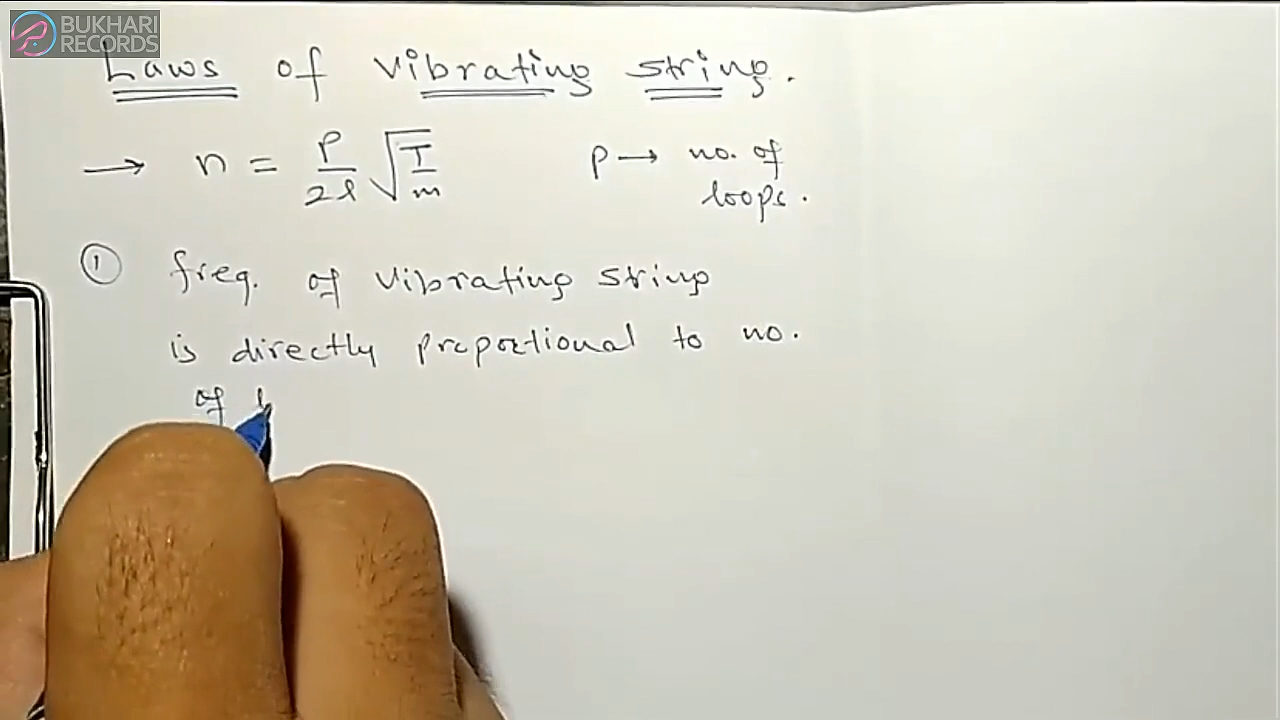 BUKHARI
RECORDS
Laws of vibrating string.
→ n = P/2l √T/m
p → no. of
loops.
① freq. of vibrating string
is directly proportional to no.
of